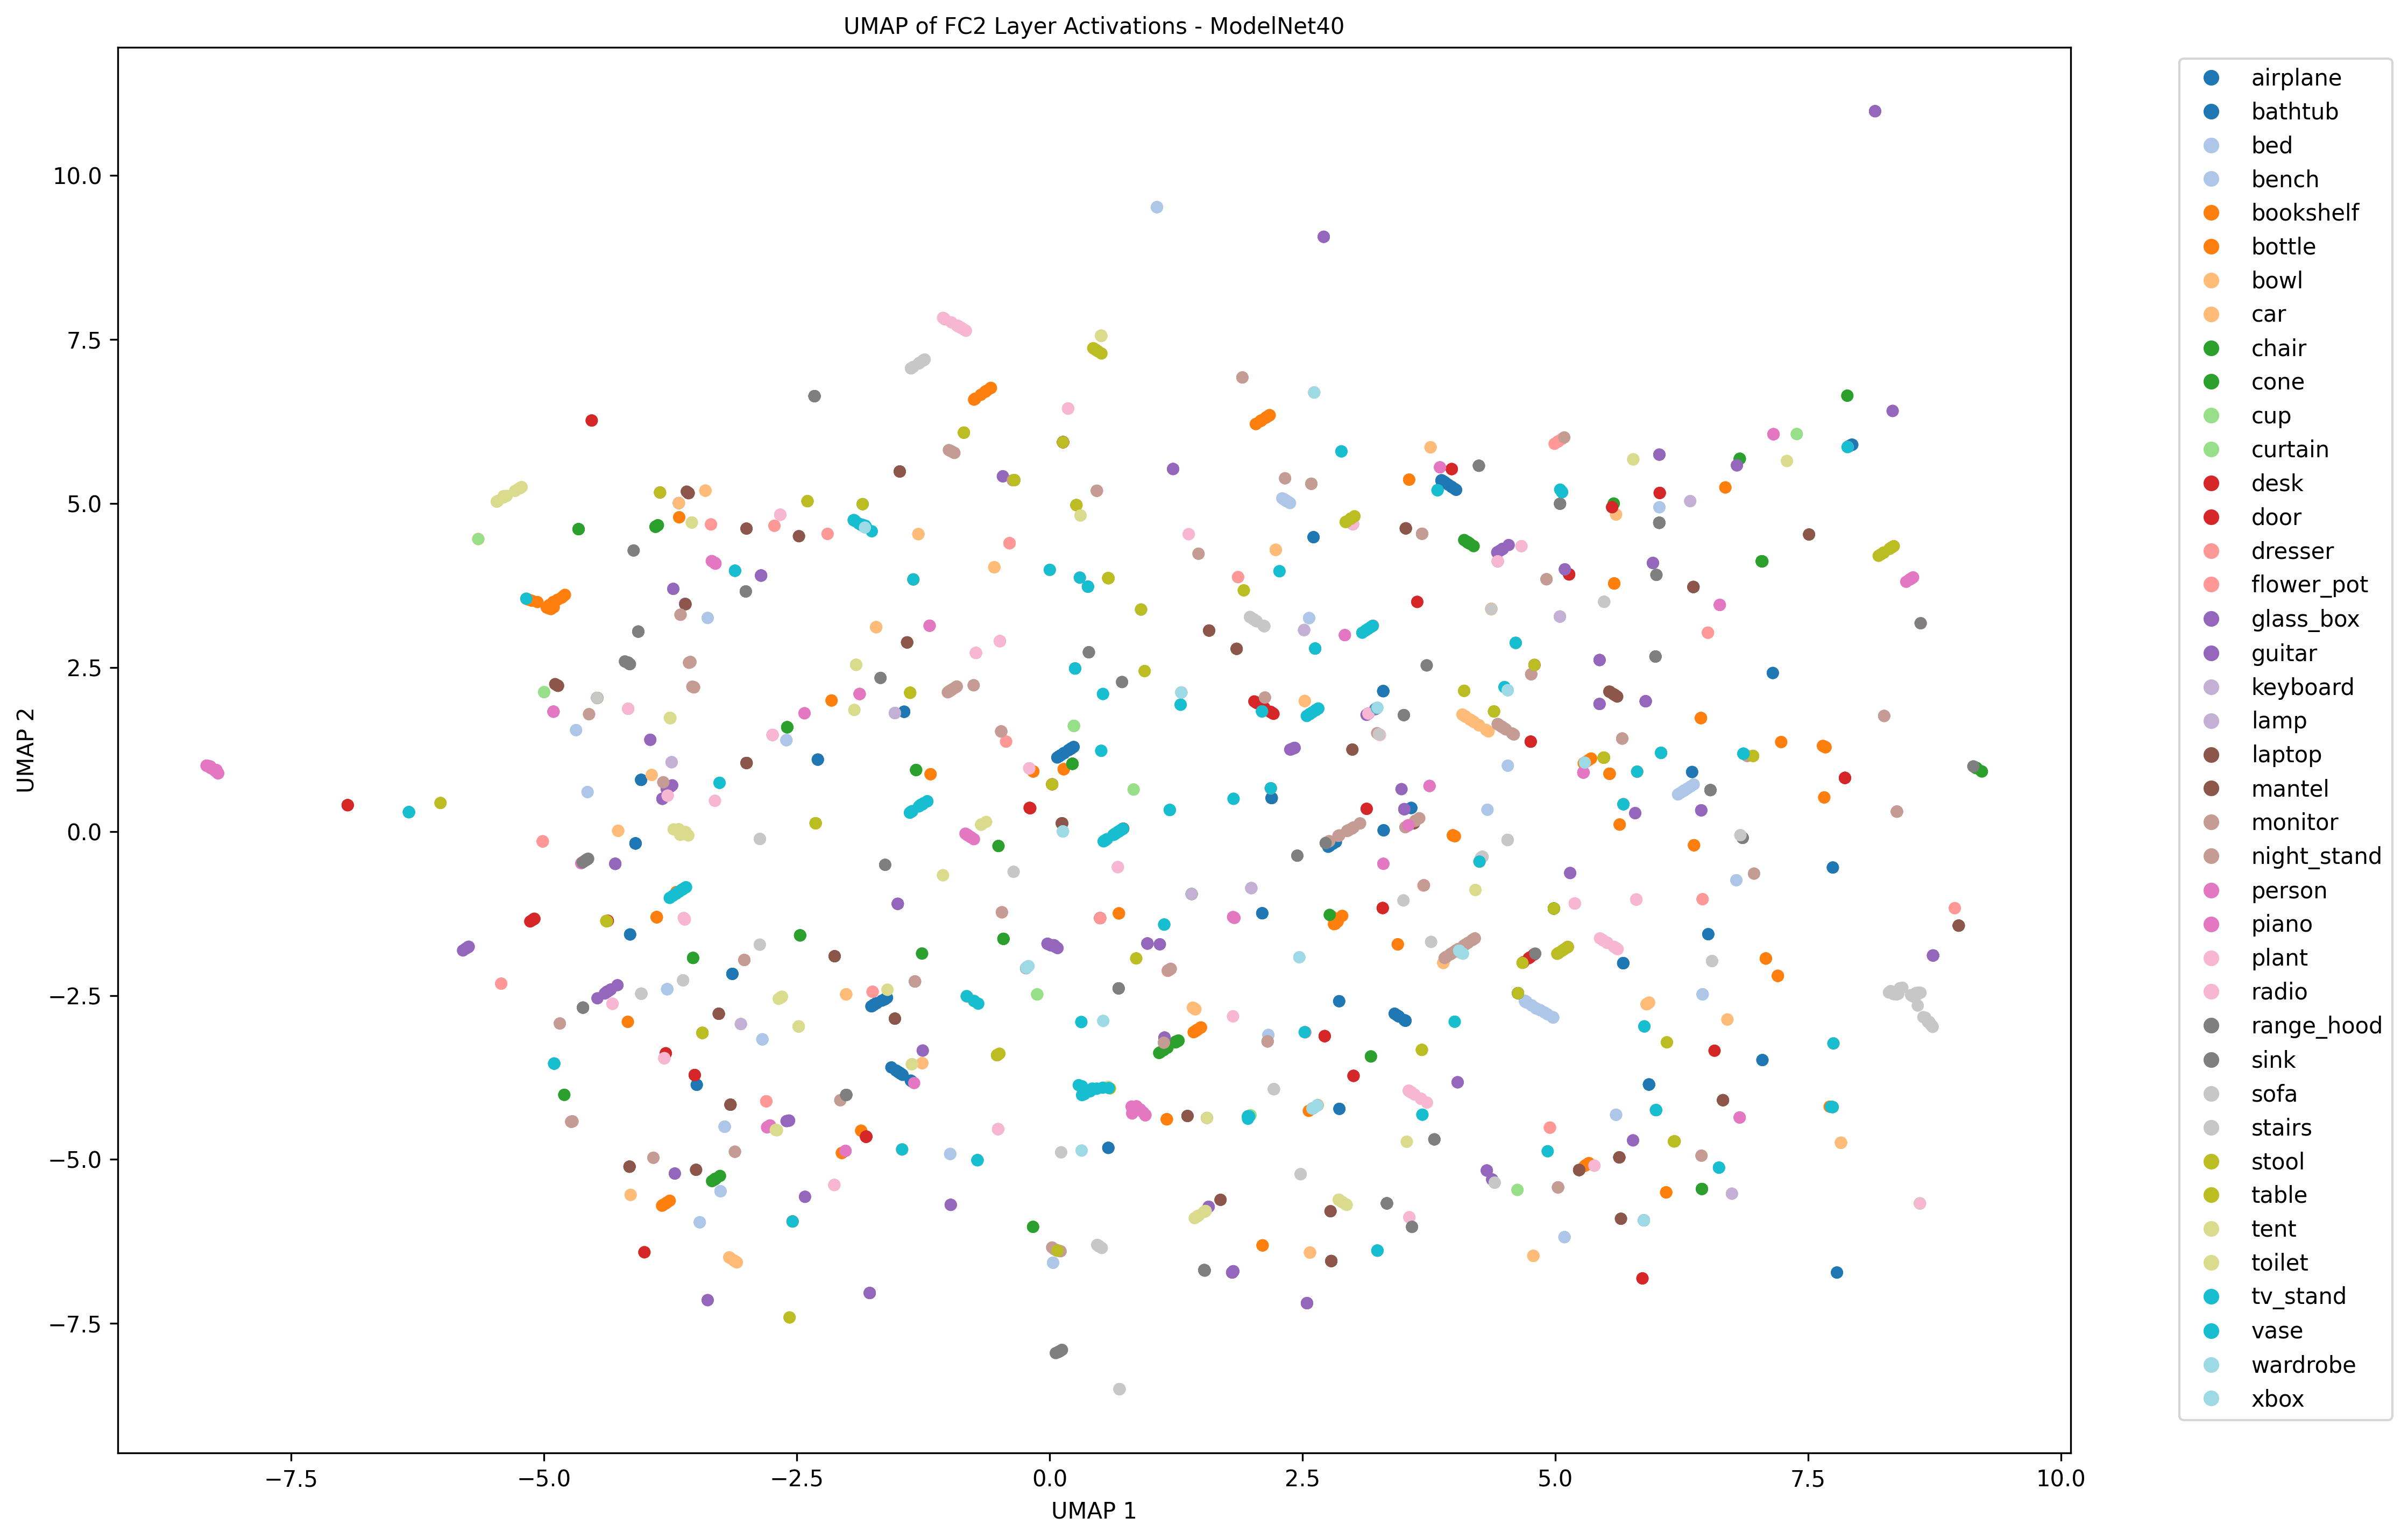 UMAP of FC2 Layer Activations - ModelNet40
10.0
7.5
5.0
2.5
0.0
−2.5
−5.0
−7.5
UMAP 2
−7.5
−5.0
−2.5
0.0
2.5
5.0
7.5
10.0
UMAP 1
airplane
bathtub
bed
bench
bookshelf
bottle
bowl
car
chair
cone
cup
curtain
desk
door
dresser
flower_pot
glass_box
guitar
keyboard
lamp
laptop
mantel
monitor
night_stand
person
piano
plant
radio
range_hood
sink
sofa
stairs
stool
table
tent
toilet
tv_stand
vase
wardrobe
xbox